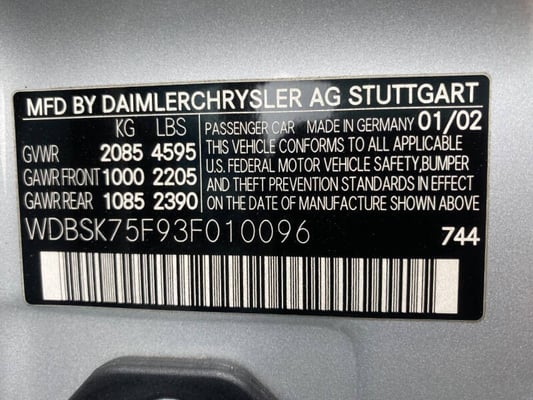 MFD BY DAIMLERCHRYSLER AG STUTTGART
KG LBS
GVWR 2085 4595
GAWR FRONT 1000 2205
GAWR REAR 1085 2390
PASSENGER CAR MADE IN GERMANY 01/02
THIS VEHICLE CONFORMS TO ALL APPLICABLE
U.S. FEDERAL MOTOR VEHICLE SAFETY,BUMPER
AND THEFT PREVENTION STANDARDS IN EFFECT
ON THE DATE OF MANUFACTURE SHOWN ABOVE
WDBSK75F93F010096 744